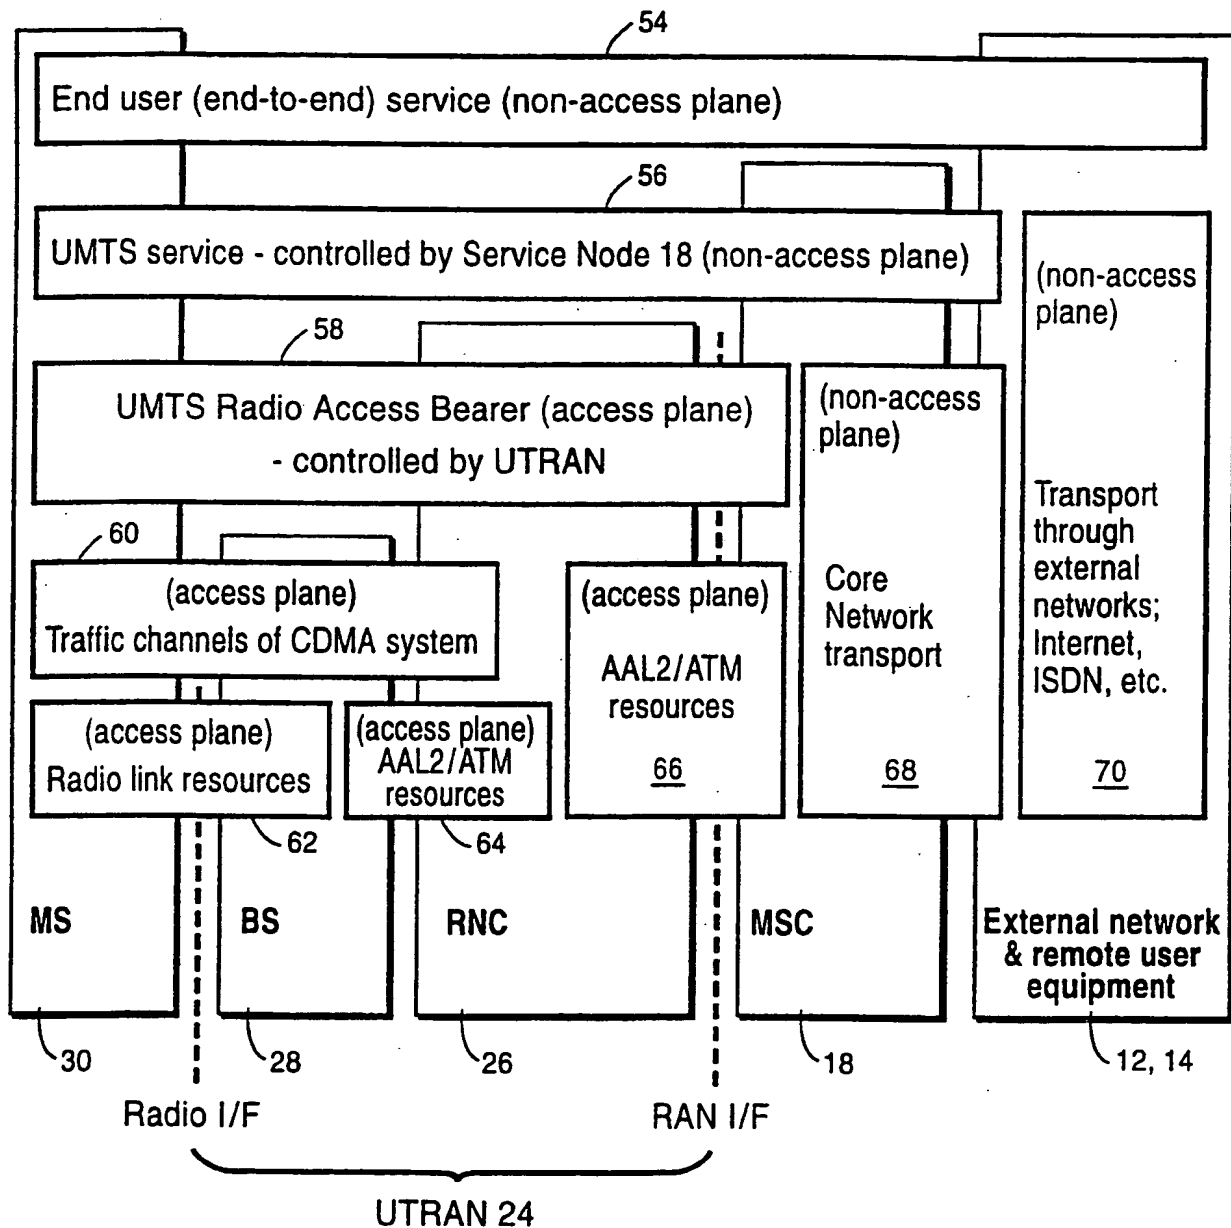 54
End user (end-to-end) service (non-access plane)
56
UMTS service - controlled by Service Node 18 (non-access plane)
(non-access
plane)
Transport
through
external
networks;
Internet,
ISDN, etc.
70
58
UMTS Radio Access Bearer (access plane)
- controlled by UTRAN
(non-access
plane)
Core
Network
transport
68
60
(access plane)
Traffic channels of CDMA system
(access plane)
AAL2/ATM
resources
66
(access plane)
Radio link resources
62
(access plane)
AAL2/ATM
resources
64
MS
BS
RNC
MSC
External network
& remote user
equipment
30
28
26
18
12, 14
Radio I/F
RAN I/F
UTRAN 24